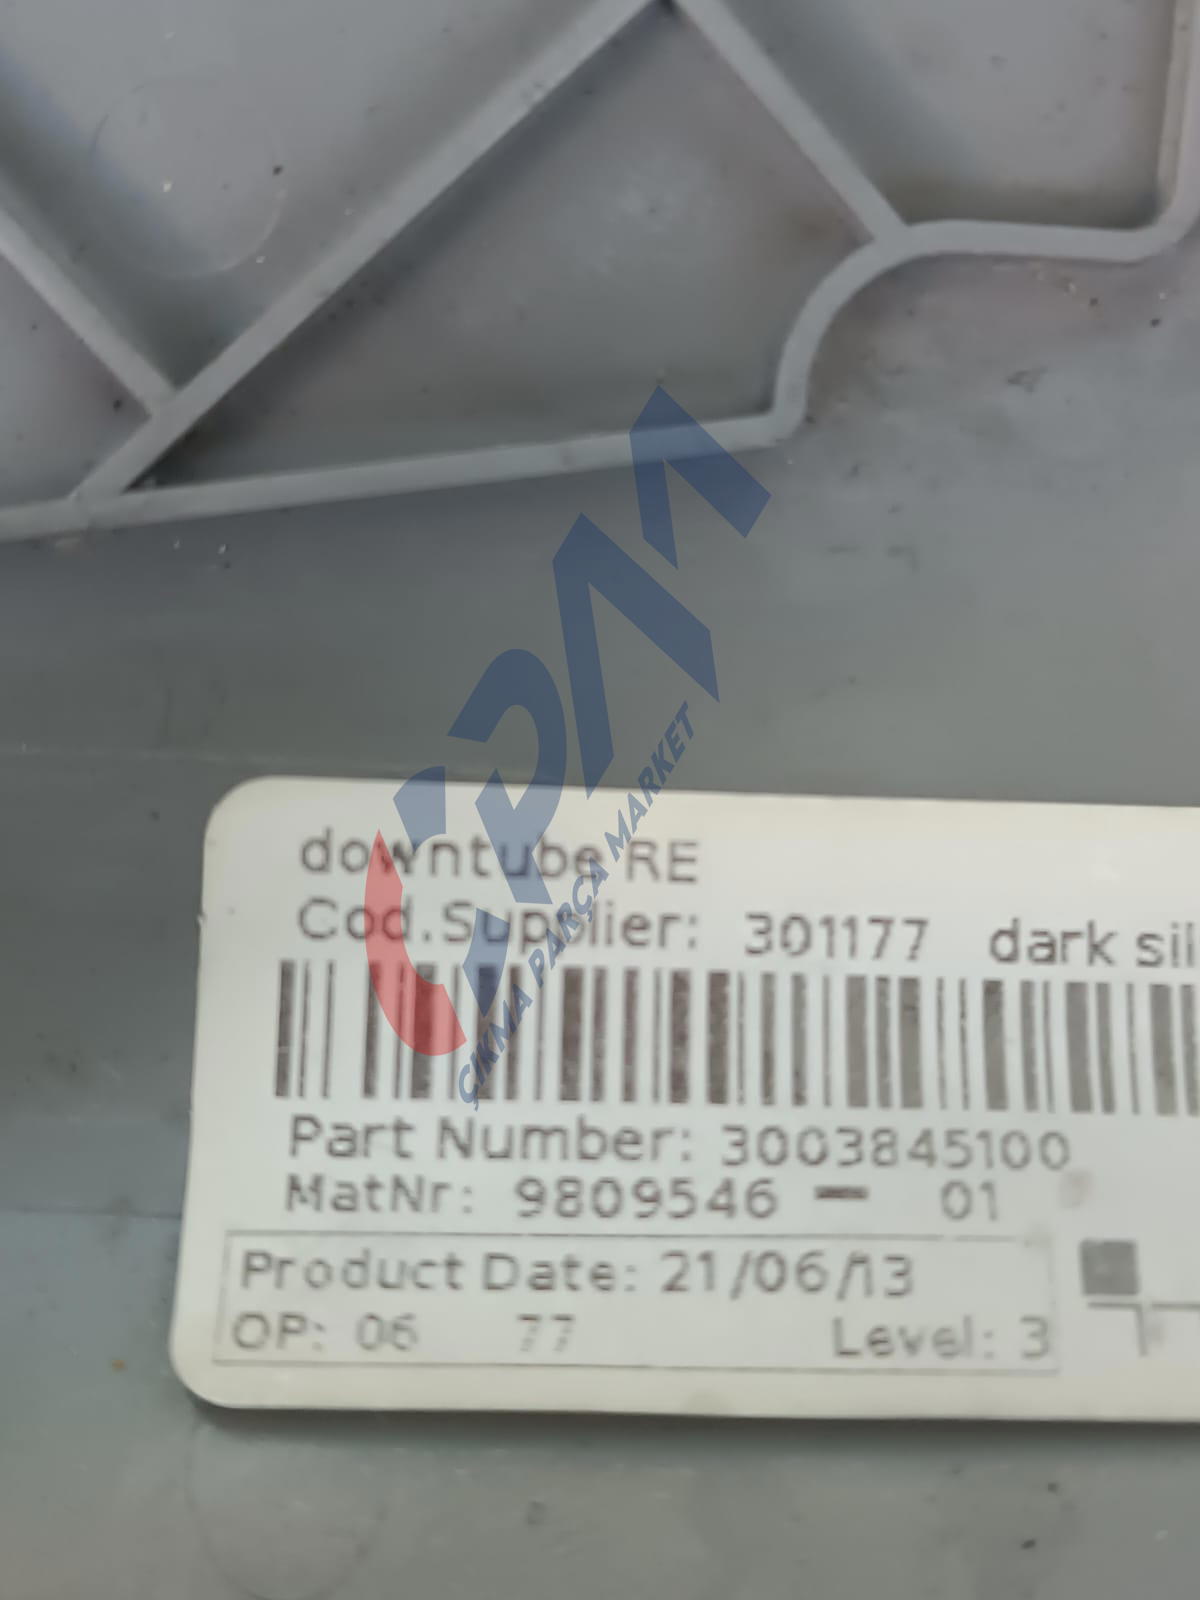 ÇPM
ÇIKMA PARÇA MARKET
downtube RE
Cod.Supplier: 301177 dark sil
Part Number: 3003845100
MatNr: 9809546 - 01
Product Date: 21/06/13
OP: 06 77 Level: 3